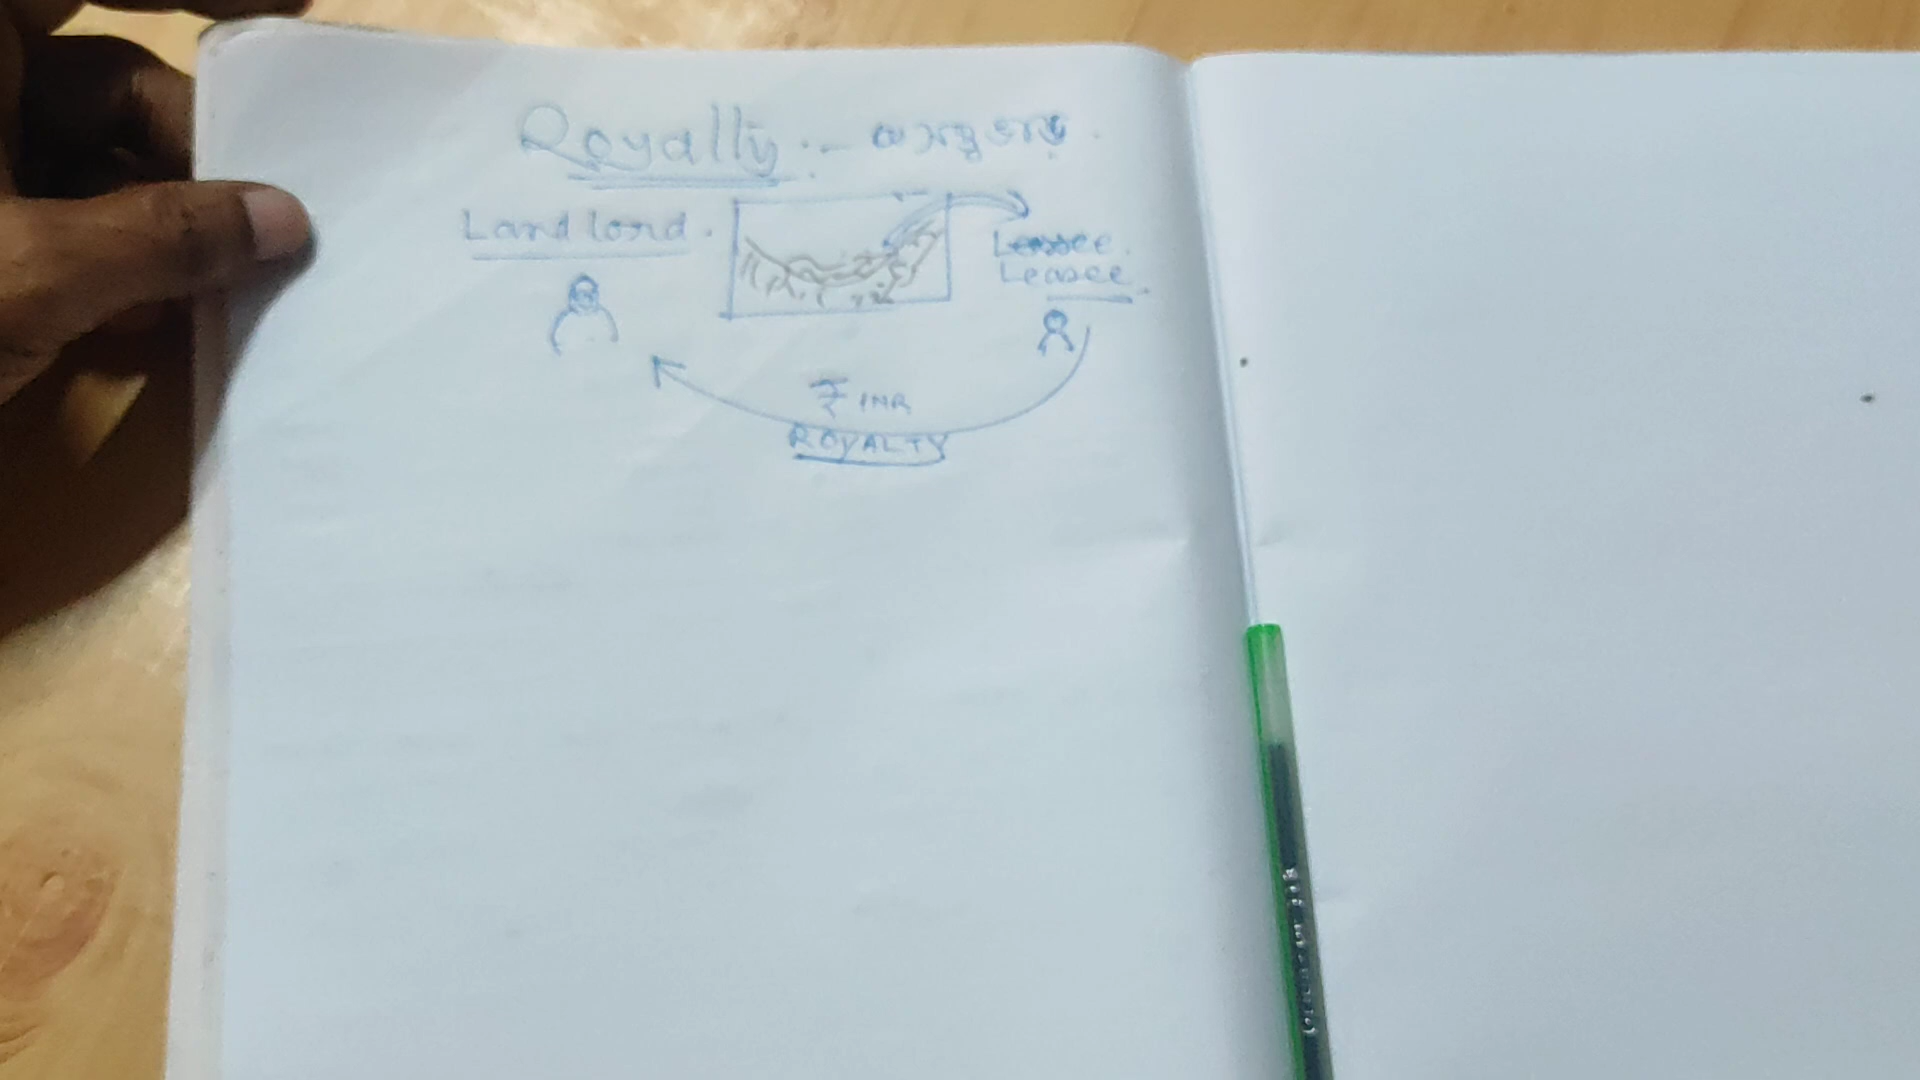 Royalty :-
Landlord.
Leasee.
Leasee.
₹ INR
ROYALTY